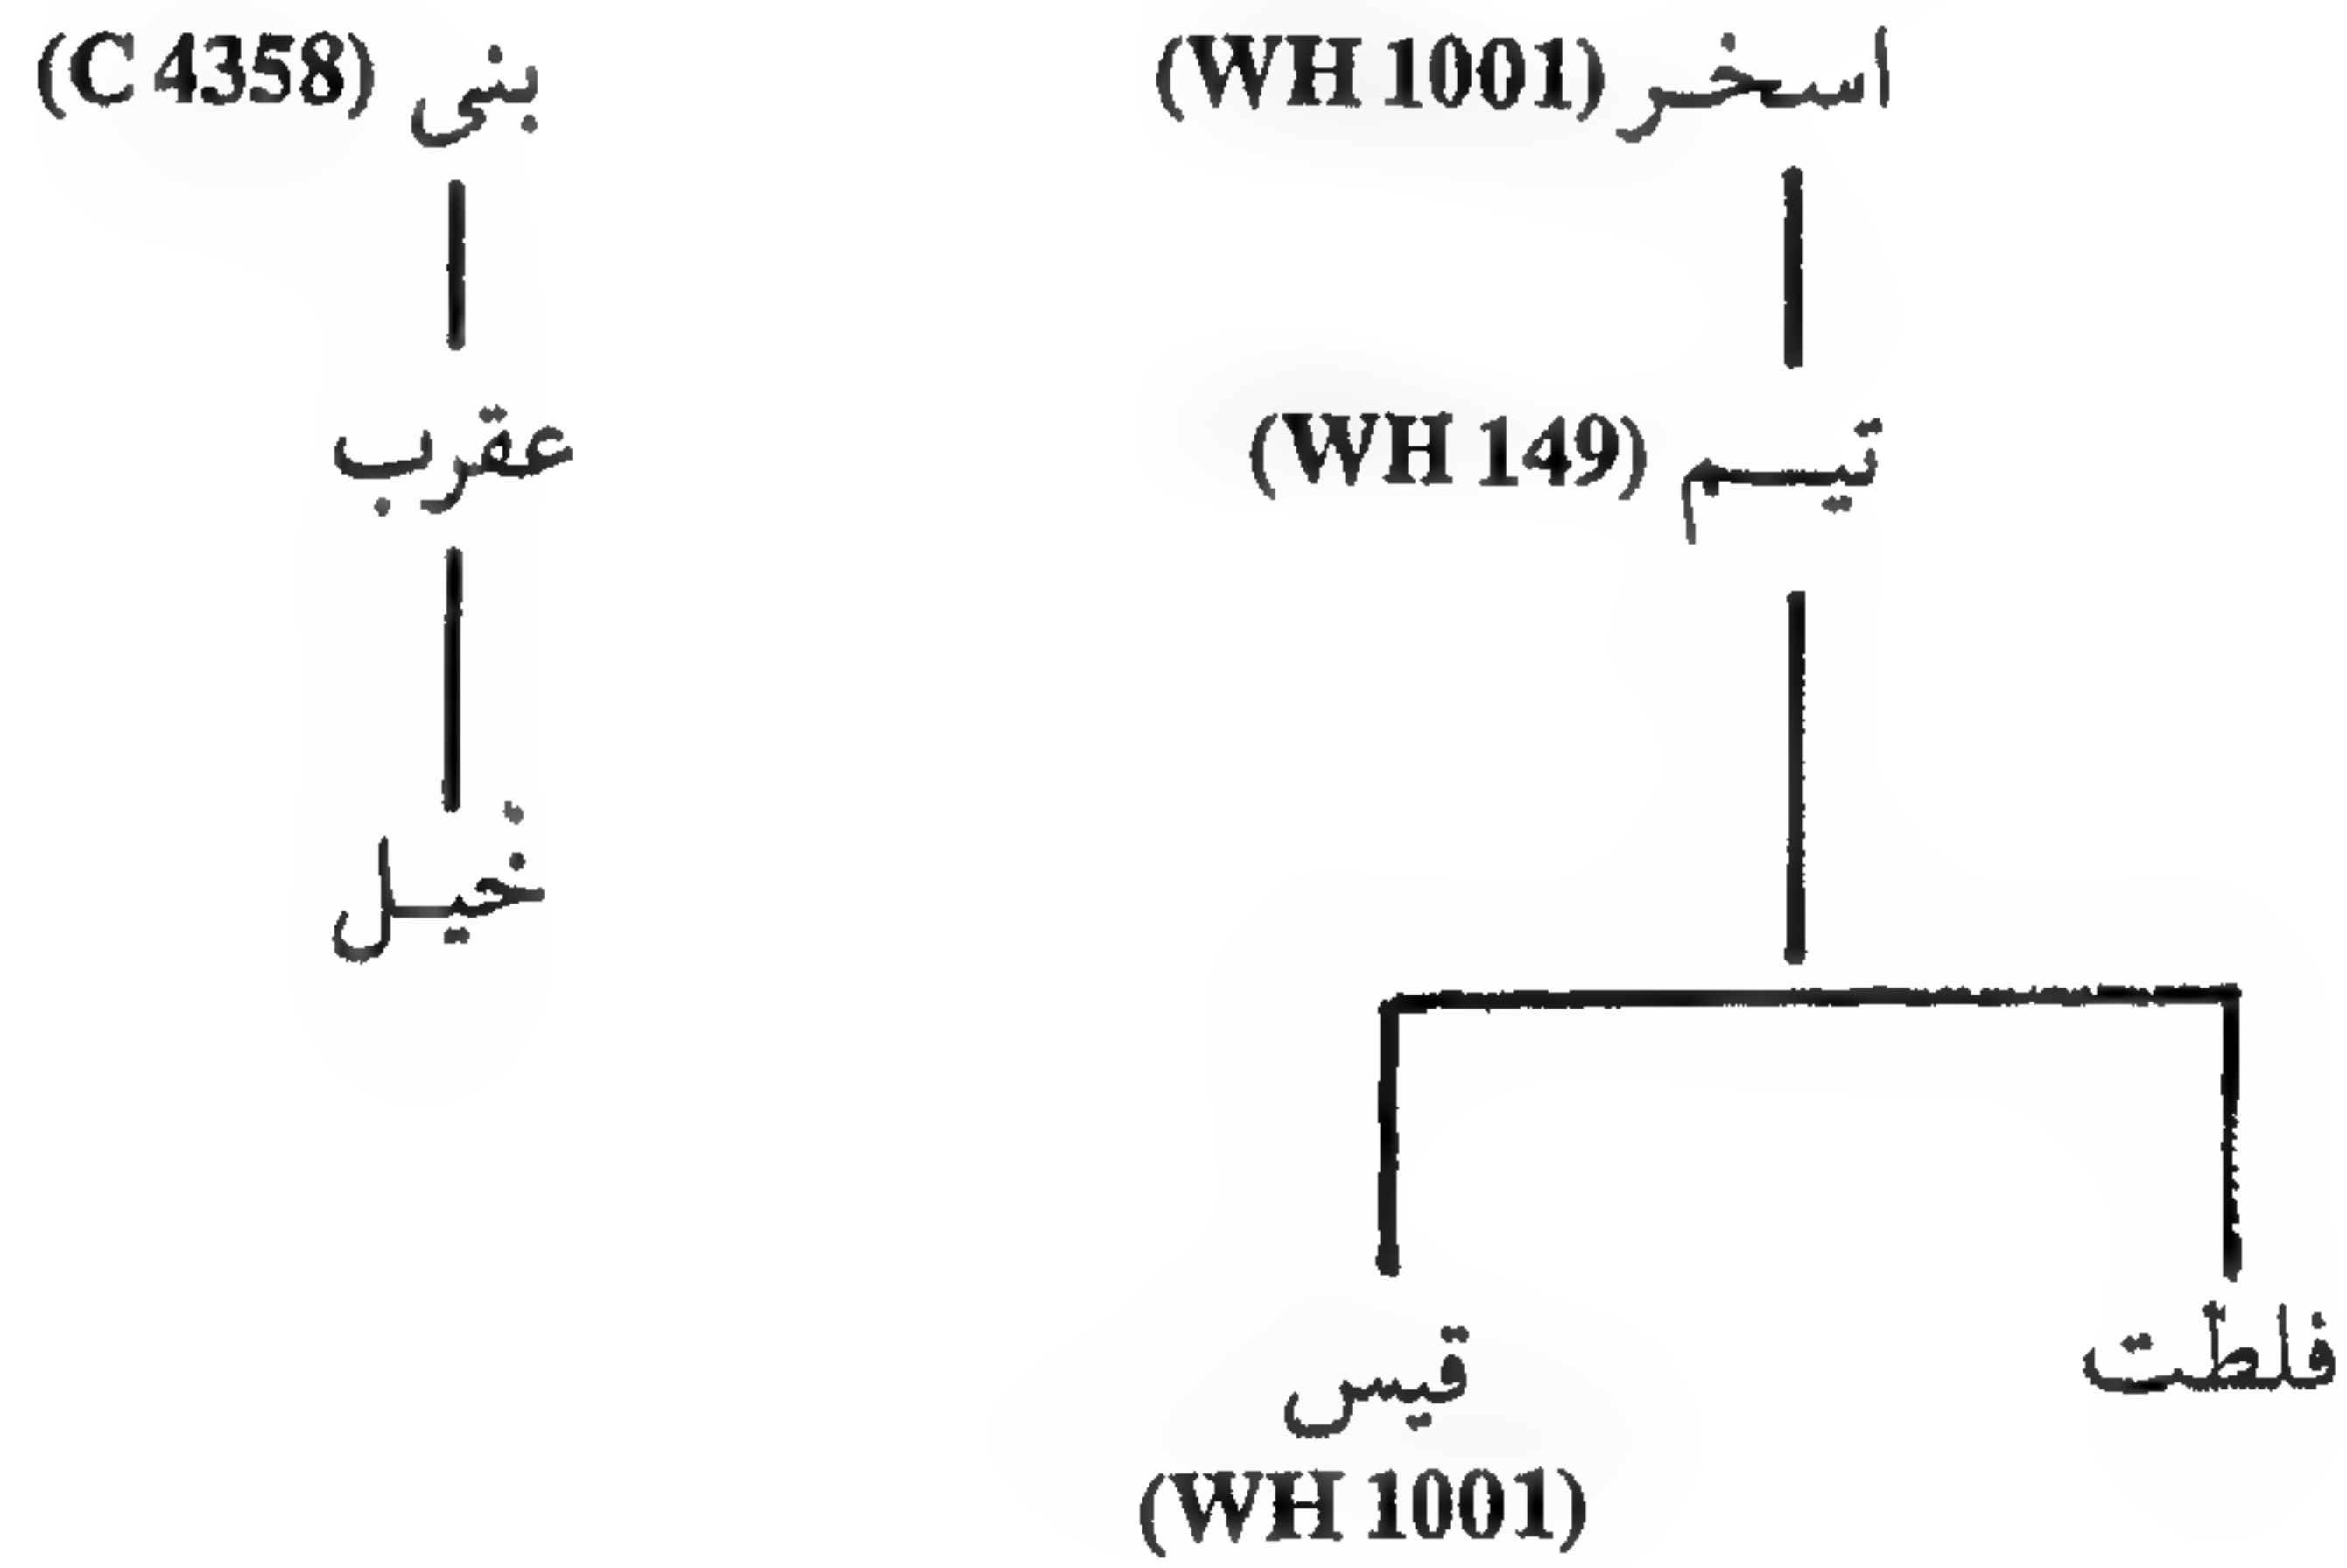 اسخر (WH 1001)
بنى (C 4358)
تيم (WH 149)
عقرب
خيل
فلطت
قيس
(WH 1001)